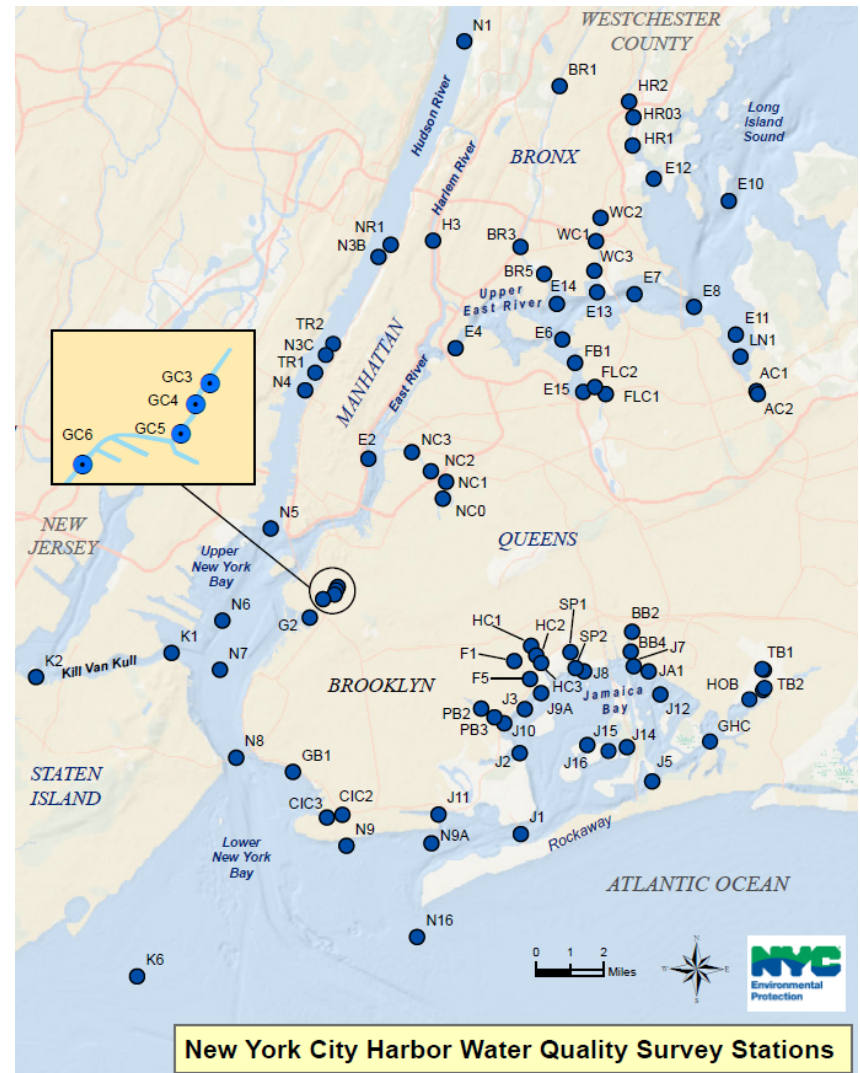 N1
WESTCHESTER
COUNTY
BR1
HR2
HR03
HR1
Long
Island
Sound
Hudson River
Harlem River
BRONX
E12
E10
WC2
NR1
N3B
H3
BR3
WC1
WC3
BR5
E14
E13
E7
E8
Upper
East River
E11
LN1
AC1
AC2
TR2
N3C
TR1
N4
MANHATTAN
E4
E6
FB1
FLC2
E15
FLC1
East River
GC3
GC4
GC5
GC6
E2
NC3
NC2
NC1
NC0
NEW
JERSEY
N5
QUEENS
Upper
New York
Bay
N6
G2
K1
K2
Kill Van Kull
N7
HC1
HC2
SP1
SP2
BB2
BB4
J7
F1
F5
HC3
J8
JA1
TB1
TB2
HOB
BROOKLYN
Jamaica
Bay
J3
J9A
J12
PB2
PB3
J10
J15
J14
GHC
J2
J16
J5
N8
GB1
STATEN
ISLAND
CIC3
CIC2
J11
J1
N9
N9A
Rockaway
Lower
New York
Bay
ATLANTIC OCEAN
N16
K6
0 1 2
Miles
N
W
E
S
NYC
Environmental
Protection
New York City Harbor Water Quality Survey Stations